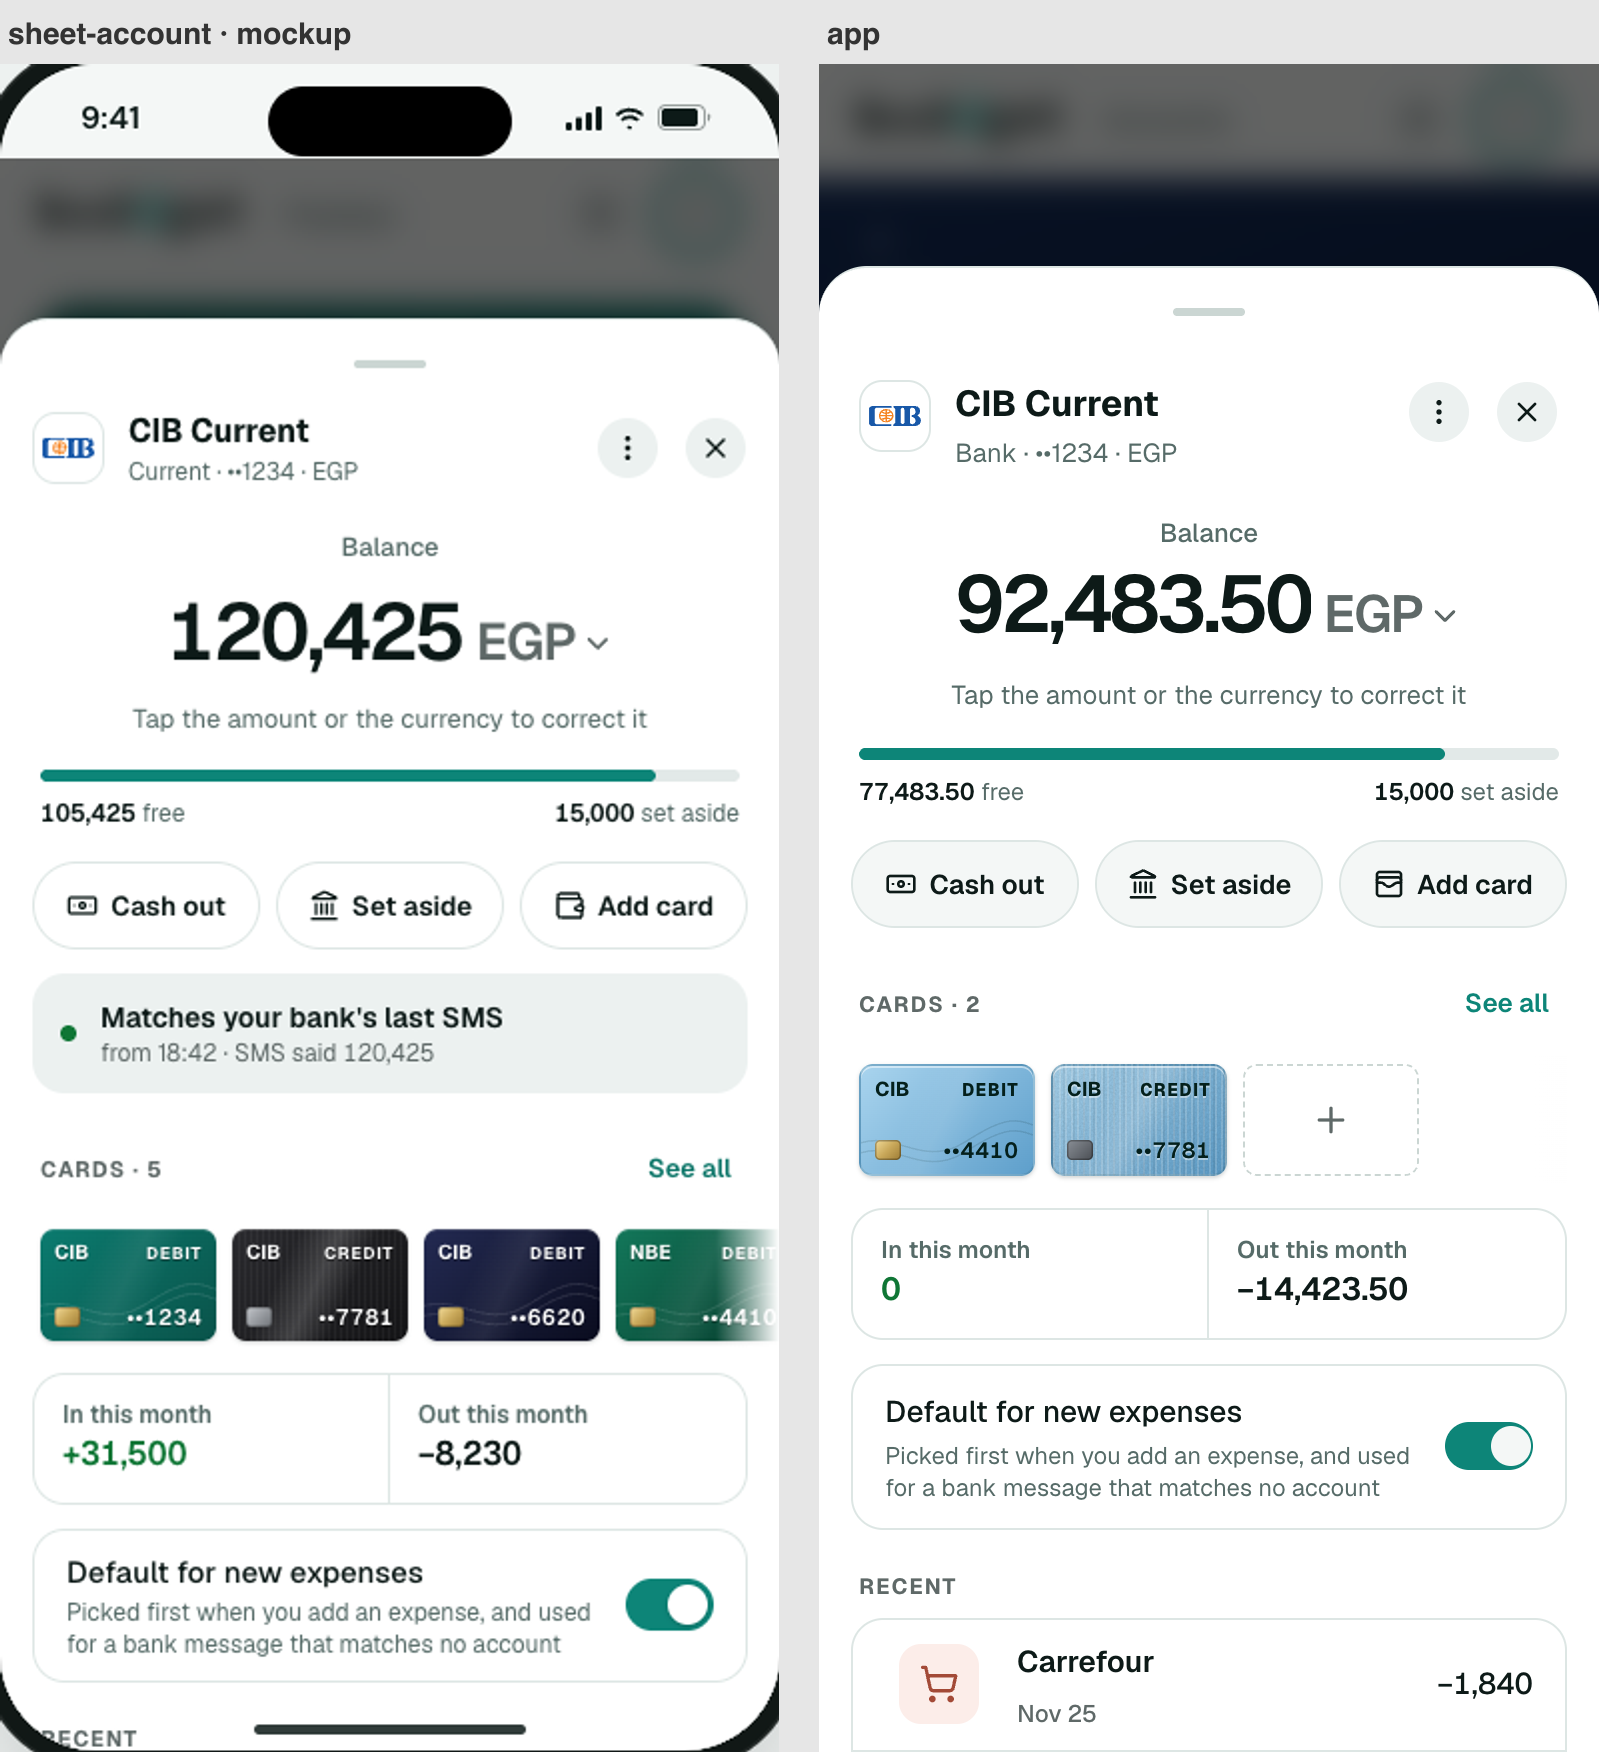 sheet-account · mockup
9:41
CIB
CIB Current
Current · ••1234 · EGP
Balance
120,425 EGP
Tap the amount or the currency to correct it
105,425 free
15,000 set aside
Cash out
Set aside
Add card
Matches your bank's last SMS
from 18:42 · SMS said 120,425
CARDS · 5
See all
CIB DEBIT
••1234
CIB CREDIT
••7781
CIB DEBIT
••6620
NBE DEBIT
••4410
In this month
+31,500
Out this month
−8,230
Default for new expenses
Picked first when you add an expense, and used
for a bank message that matches no account
RECENT
app
CIB
CIB Current
Bank · ••1234 · EGP
Balance
92,483.50 EGP
Tap the amount or the currency to correct it
77,483.50 free
15,000 set aside
Cash out
Set aside
Add card
CARDS · 2
See all
CIB DEBIT
••4410
CIB CREDIT
••7781
In this month
0
Out this month
−14,423.50
Default for new expenses
Picked first when you add an expense, and used
for a bank message that matches no account
RECENT
Carrefour
−1,840
Nov 25